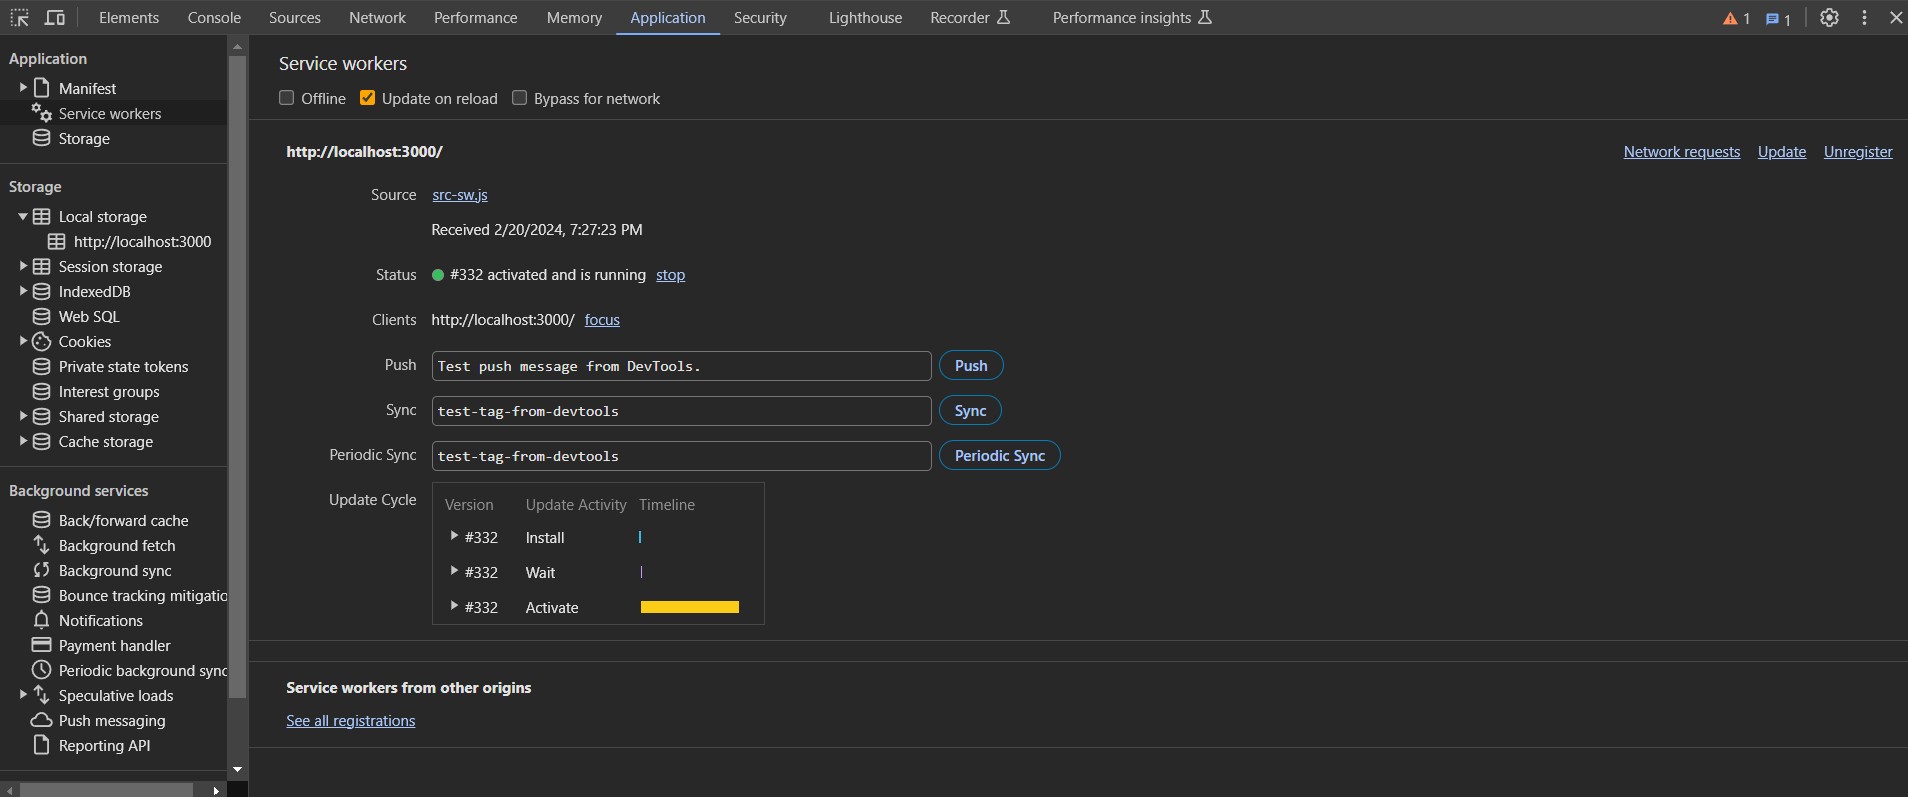 Elements Console Sources Network Performance Memory Application Security Lighthouse Recorder Performance insights 1 1
Application
Manifest
Service workers
Storage
Storage
Local storage
http://localhost:3000
Session storage
IndexedDB
Web SQL
Cookies
Private state tokens
Interest groups
Shared storage
Cache storage
Background services
Back/forward cache
Background fetch
Background sync
Bounce tracking mitigatio
Notifications
Payment handler
Periodic background sync
Speculative loads
Push messaging
Reporting API
Service workers
Offline Update on reload Bypass for network
http://localhost:3000/ Network requests Update Unregister
Source src-sw.js
Received 2/20/2024, 7:27:23 PM
Status #332 activated and is running stop
Clients http://localhost:3000/ focus
Push Test push message from DevTools. Push
Sync test-tag-from-devtools Sync
Periodic Sync test-tag-from-devtools Periodic Sync
Update Cycle Version Update Activity Timeline
#332 Install
#332 Wait
#332 Activate
Service workers from other origins
See all registrations